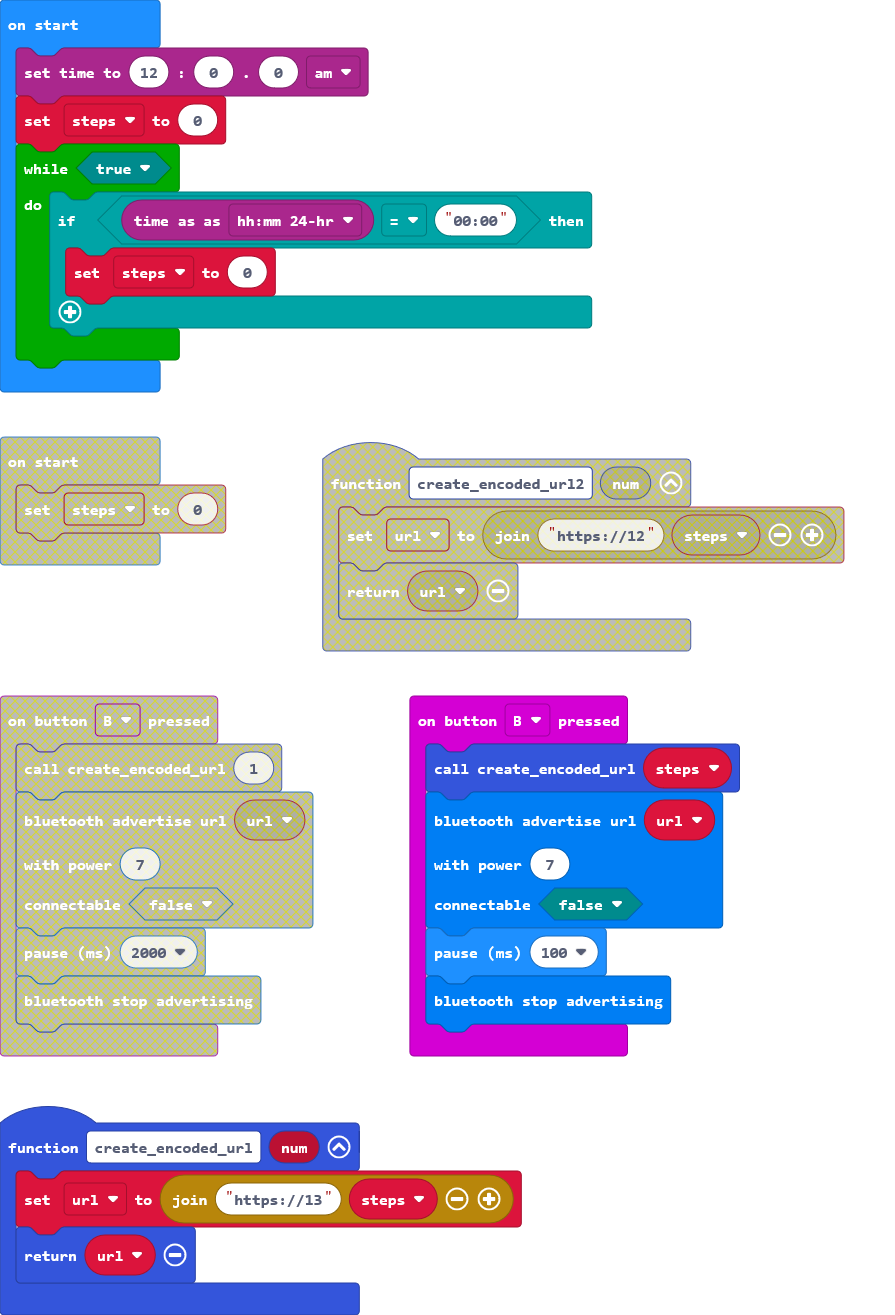 on start
set time to 12 : 0 . 0 am
set steps to 0
while true
do
if time as as hh:mm 24-hr = "00:00" then
set steps to 0
on start
set steps to 0
function create_encoded_url2 num
set url to join "https://12" steps
return url
on button B pressed
call create_encoded_url 1
bluetooth advertise url url
with power 7
connectable false
pause (ms) 2000
bluetooth stop advertising
on button B pressed
call create_encoded_url steps
bluetooth advertise url url
with power 7
connectable false
pause (ms) 100
bluetooth stop advertising
function create_encoded_url num
set url to join "https://13" steps
return url